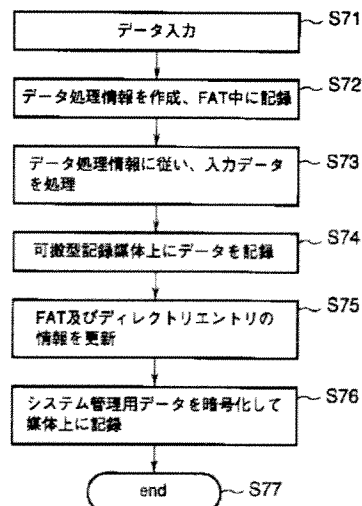 データ入力
S71
データ処理情報を作成、FAT中に記録
S72
データ処理情報に従い、入力データ
を処理
S73
可搬型記録媒体上にデータを記録
S74
FAT及びディレクトリエントリの
情報を更新
S75
システム管理用データを暗号化して
媒体上に記録
S76
end
S77